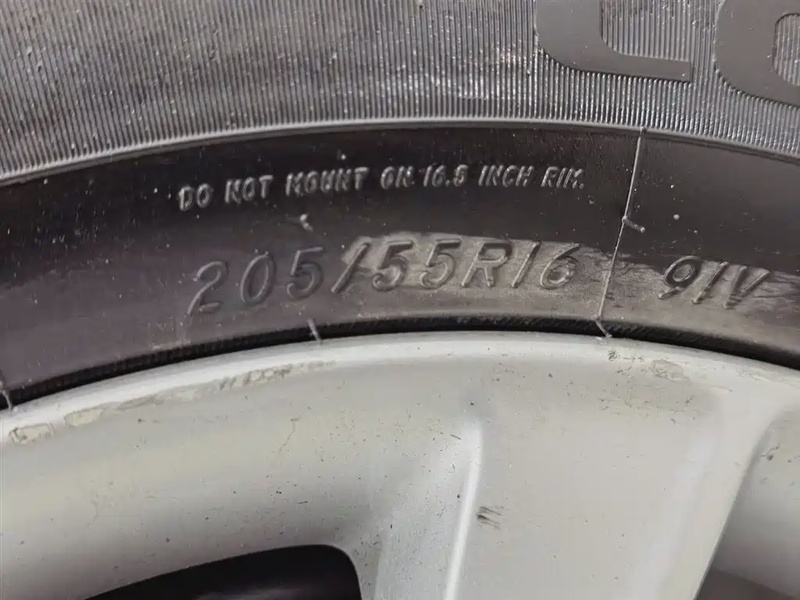 DO NOT MOUNT ON 16.5 INCH RIM.
205/55R16 91V